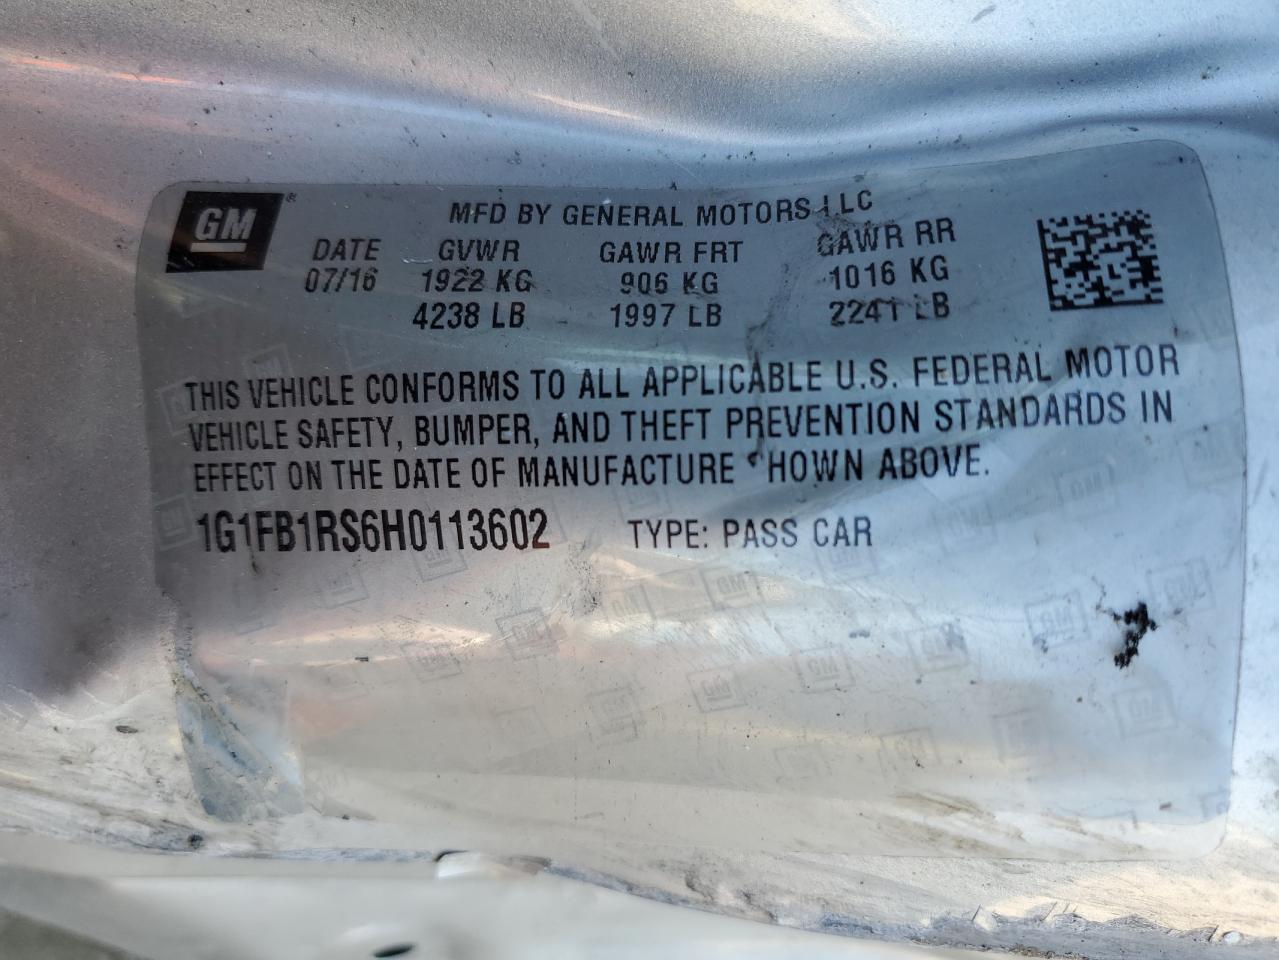 GM ®
MFD BY GENERAL MOTORS LLC
DATE GVWR GAWR FRT GAWR RR
07/16 1922 KG 906 KG 1016 KG
4238 LB 1997 LB 2241 LB
THIS VEHICLE CONFORMS TO ALL APPLICABLE U.S. FEDERAL MOTOR
VEHICLE SAFETY, BUMPER, AND THEFT PREVENTION STANDARDS IN
EFFECT ON THE DATE OF MANUFACTURE SHOWN ABOVE.
1G1FB1RS6H0113602 TYPE: PASS CAR